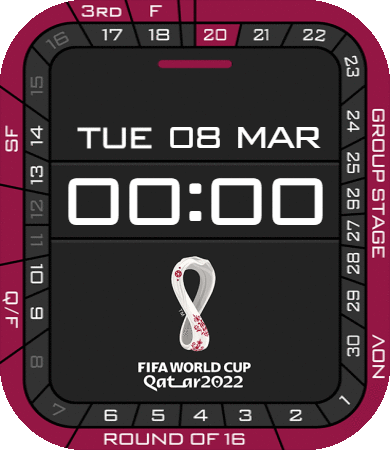 3RD F
16 17 18 20 21 22 23
TUE 08 MAR
00:00
FIFA WORLD CUP
Qatar2022
24 25 26 27 28 29 30
GROUP STAGE
NOV
1 2 3 4 5 6 7
ROUND OF 16
8 9 10 11 12 13 14 15
Q/F
SF